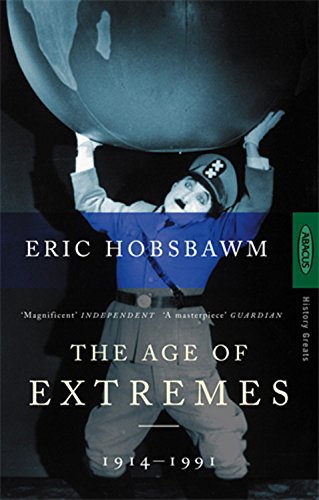 ERIC HOBSBAWM
ABACUS
History Greats
'Magnificent' INDEPENDENT 'A masterpiece' GUARDIAN
THE AGE OF
EXTREMES
1914–1991